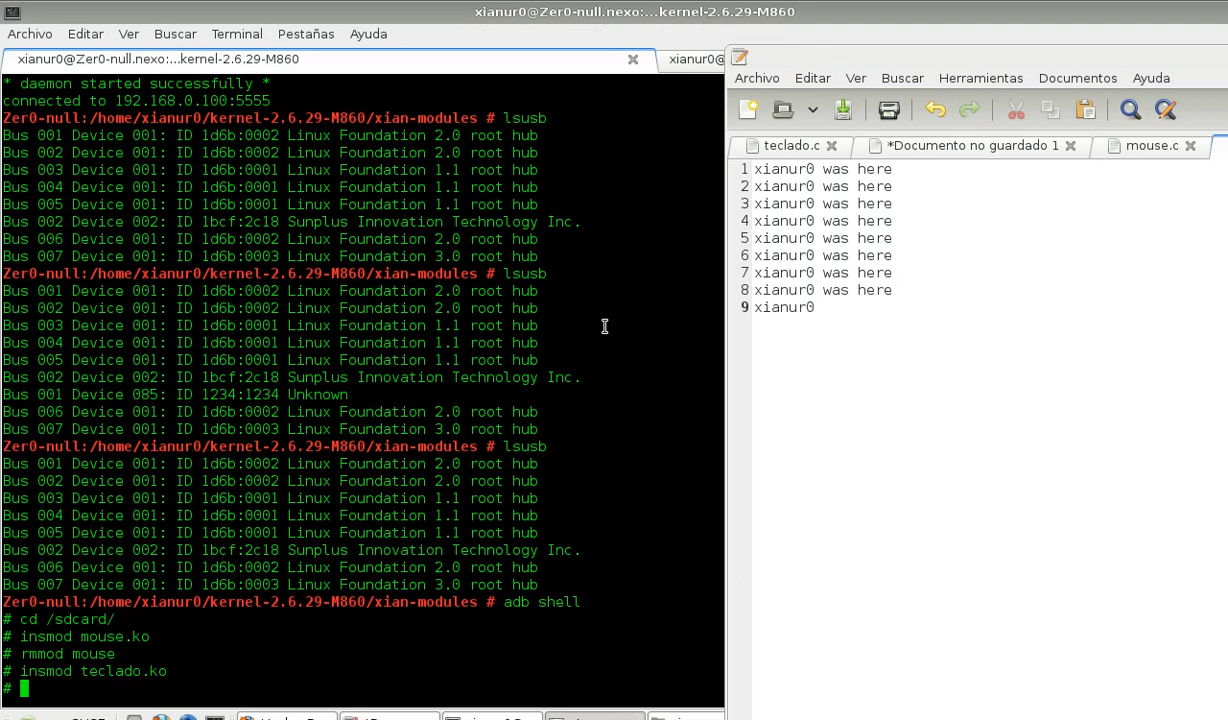 xianur0@Zer0-null.nexo:...kernel-2.6.29-M860
Archivo Editar Ver Buscar Terminal Pestañas Ayuda
xianur0@Zer0-null.nexo:...kernel-2.6.29-M860
xianur0@
* daemon started successfully *
connected to 192.168.0.100:5555
Zer0-null:/home/xianur0/kernel-2.6.29-M860/xian-modules # lsusb
Bus 001 Device 001: ID 1d6b:0002 Linux Foundation 2.0 root hub
Bus 002 Device 001: ID 1d6b:0002 Linux Foundation 2.0 root hub
Bus 003 Device 001: ID 1d6b:0001 Linux Foundation 1.1 root hub
Bus 004 Device 001: ID 1d6b:0001 Linux Foundation 1.1 root hub
Bus 005 Device 001: ID 1d6b:0001 Linux Foundation 1.1 root hub
Bus 002 Device 002: ID 1bcf:2c18 Sunplus Innovation Technology Inc.
Bus 006 Device 001: ID 1d6b:0002 Linux Foundation 2.0 root hub
Bus 007 Device 001: ID 1d6b:0003 Linux Foundation 3.0 root hub
Zer0-null:/home/xianur0/kernel-2.6.29-M860/xian-modules # lsusb
Bus 001 Device 001: ID 1d6b:0002 Linux Foundation 2.0 root hub
Bus 002 Device 001: ID 1d6b:0002 Linux Foundation 2.0 root hub
Bus 003 Device 001: ID 1d6b:0001 Linux Foundation 1.1 root hub
Bus 004 Device 001: ID 1d6b:0001 Linux Foundation 1.1 root hub
Bus 005 Device 001: ID 1d6b:0001 Linux Foundation 1.1 root hub
Bus 002 Device 002: ID 1bcf:2c18 Sunplus Innovation Technology Inc.
Bus 001 Device 085: ID 1234:1234 Unknown
Bus 006 Device 001: ID 1d6b:0002 Linux Foundation 2.0 root hub
Bus 007 Device 001: ID 1d6b:0003 Linux Foundation 3.0 root hub
Zer0-null:/home/xianur0/kernel-2.6.29-M860/xian-modules # lsusb
Bus 001 Device 001: ID 1d6b:0002 Linux Foundation 2.0 root hub
Bus 002 Device 001: ID 1d6b:0002 Linux Foundation 2.0 root hub
Bus 003 Device 001: ID 1d6b:0001 Linux Foundation 1.1 root hub
Bus 004 Device 001: ID 1d6b:0001 Linux Foundation 1.1 root hub
Bus 005 Device 001: ID 1d6b:0001 Linux Foundation 1.1 root hub
Bus 002 Device 002: ID 1bcf:2c18 Sunplus Innovation Technology Inc.
Bus 006 Device 001: ID 1d6b:0002 Linux Foundation 2.0 root hub
Bus 007 Device 001: ID 1d6b:0003 Linux Foundation 3.0 root hub
Zer0-null:/home/xianur0/kernel-2.6.29-M860/xian-modules # adb shell
# cd /sdcard/
# insmod mouse.ko
# rmmod mouse
# insmod teclado.ko
#
Archivo Editar Ver Buscar Herramientas Documentos Ayuda
teclado.c *Documento no guardado 1 mouse.c
1 xianur0 was here
2 xianur0 was here
3 xianur0 was here
4 xianur0 was here
5 xianur0 was here
6 xianur0 was here
7 xianur0 was here
8 xianur0 was here
9 xianur0